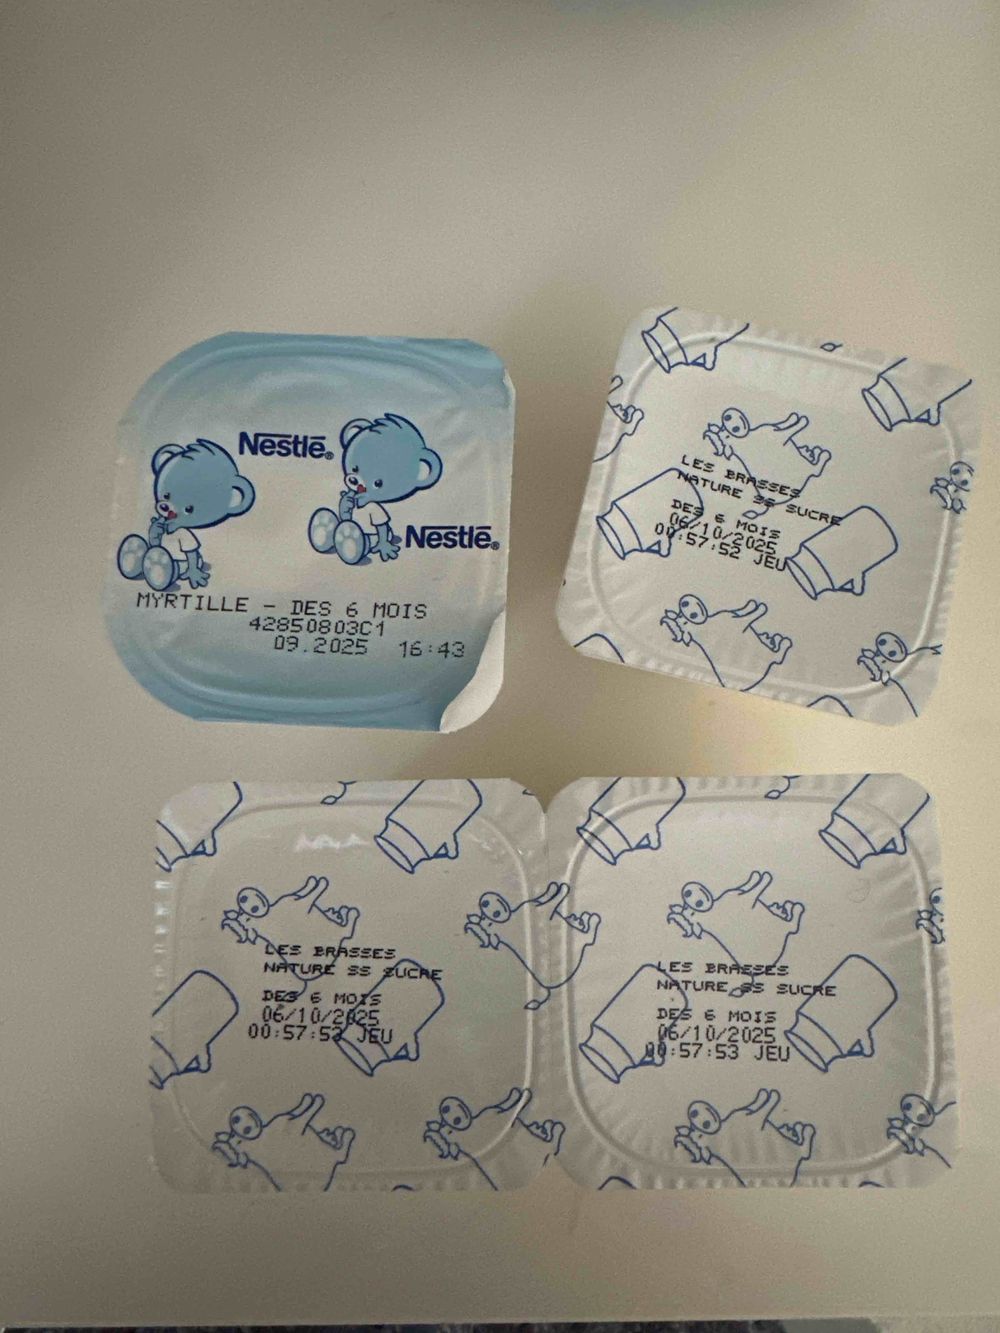 Nestlé®
Nestlé®
MYRTILLE - DES 6 MOIS
42850803C1
09.2025 16:43
LES BRASSES
NATURE SS SUCRE
DES 6 MOIS
06/10/2025
00:57:52 JEU
LES BRASSES
NATURE SS SUCRE
DES 6 MOIS
06/10/2025
00:57:53 JEU
LES BRASSES
NATURE SS SUCRE
DES 6 MOIS
06/10/2025
00:57:53 JEU